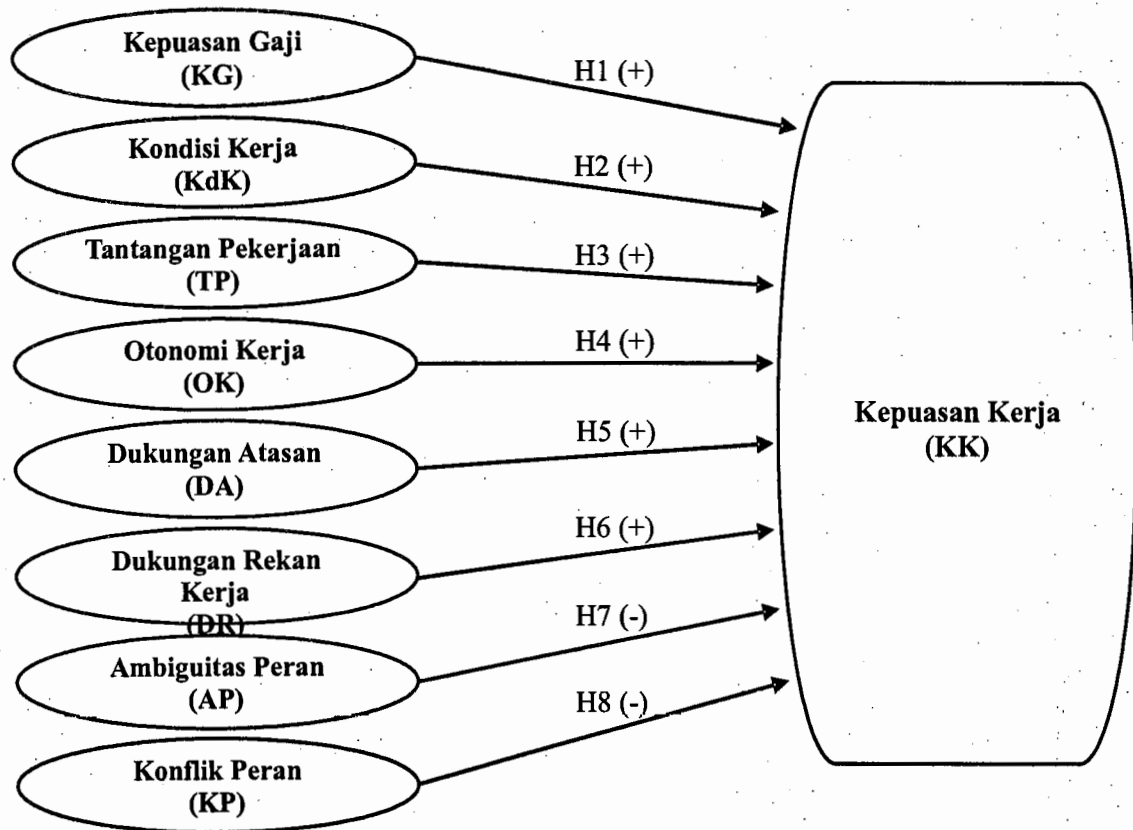 Kepuasan Gaji
(KG)
H1 (+)
Kondisi Kerja
(KdK)
H2 (+)
Tantangan Pekerjaan
(TP)
H3 (+)
Otonomi Kerja
(OK)
H4 (+)
Dukungan Atasan
(DA)
H5 (+)
Dukungan Rekan
Kerja
(DR)
H6 (+)
Ambiguitas Peran
(AP)
H7 (-)
Konflik Peran
(KP)
H8 (-)
Kepuasan Kerja
(KK)